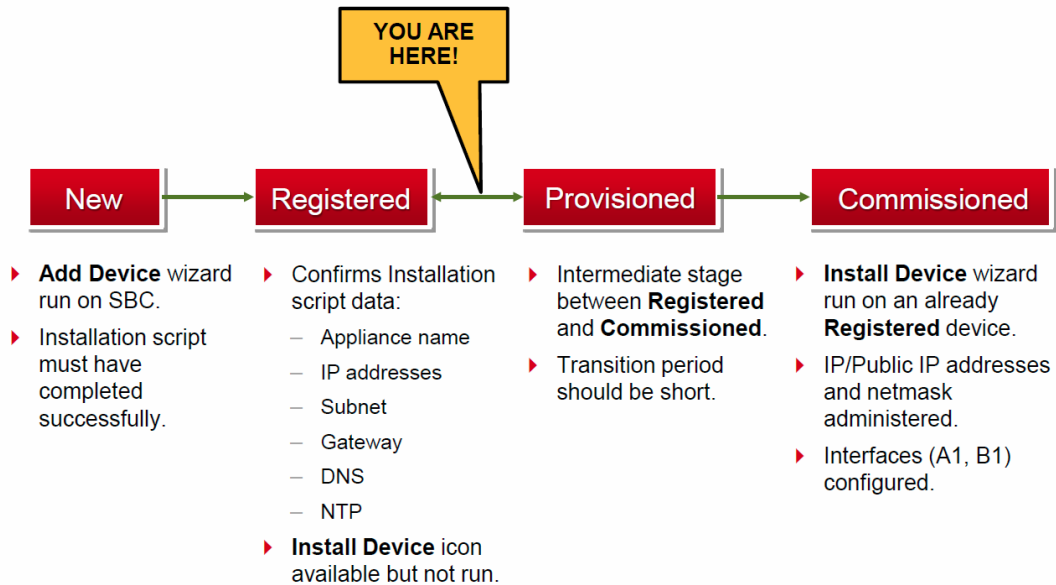 YOU ARE
HERE!
New
Registered
Provisioned
Commissioned
Add Device wizard
run on SBC.
Installation script
must have
completed
successfully.
Confirms Installation
script data:
– Appliance name
– IP addresses
– Subnet
– Gateway
– DNS
– NTP
Install Device icon
available but not run.
Intermediate stage
between Registered
and Commissioned.
Transition period
should be short.
Install Device wizard
run on an already
Registered device.
IP/Public IP addresses
and netmask
administered.
Interfaces (A1, B1)
configured.